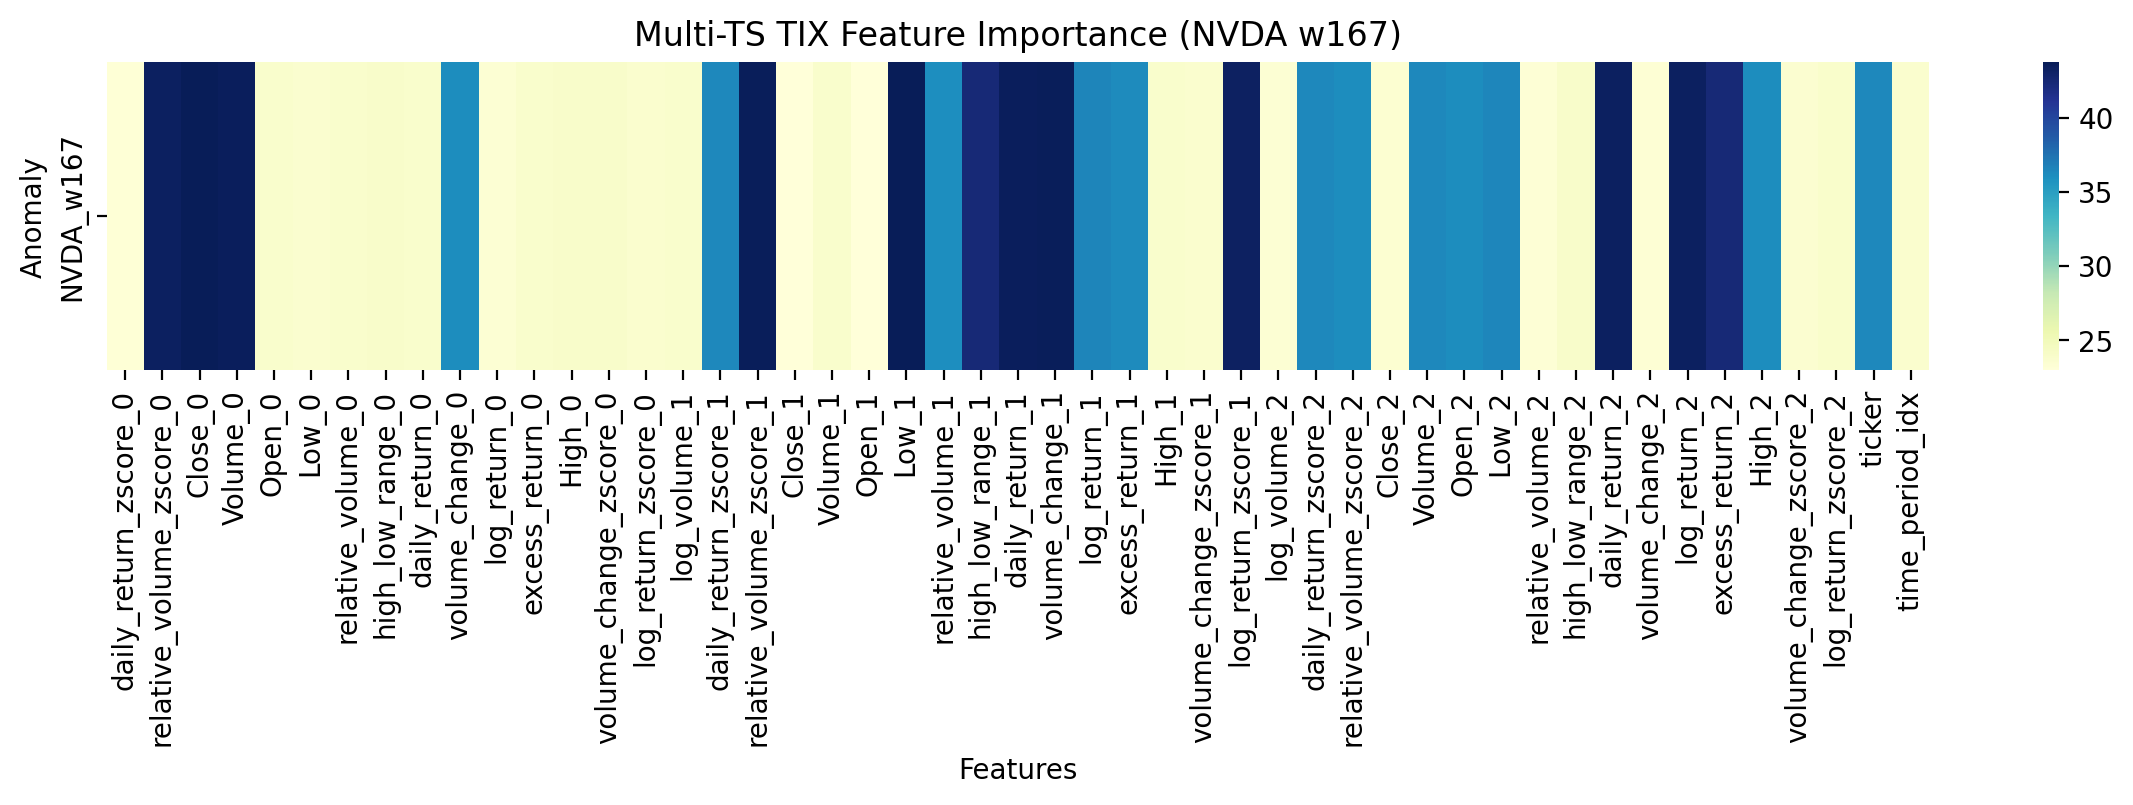 Multi-TS TIX Feature Importance (NVDA w167)
Anomaly
NVDA_w167
40
35
30
25
daily_return_zscore_0
relative_volume_zscore_0
Close_0
Volume_0
Open_0
Low_0
relative_volume_0
high_low_range_0
daily_return_0
volume_change_0
log_return_0
excess_return_0
High_0
volume_change_zscore_0
log_return_zscore_0
log_volume_1
daily_return_zscore_1
relative_volume_zscore_1
Close_1
Volume_1
Open_1
Low_1
relative_volume_1
high_low_range_1
daily_return_1
volume_change_1
log_return_1
excess_return_1
High_1
volume_change_zscore_1
log_return_zscore_1
log_volume_2
daily_return_zscore_2
relative_volume_zscore_2
Close_2
Volume_2
Open_2
Low_2
relative_volume_2
high_low_range_2
daily_return_2
volume_change_2
log_return_2
excess_return_2
High_2
volume_change_zscore_2
log_return_zscore_2
ticker
time_period_idx
Features